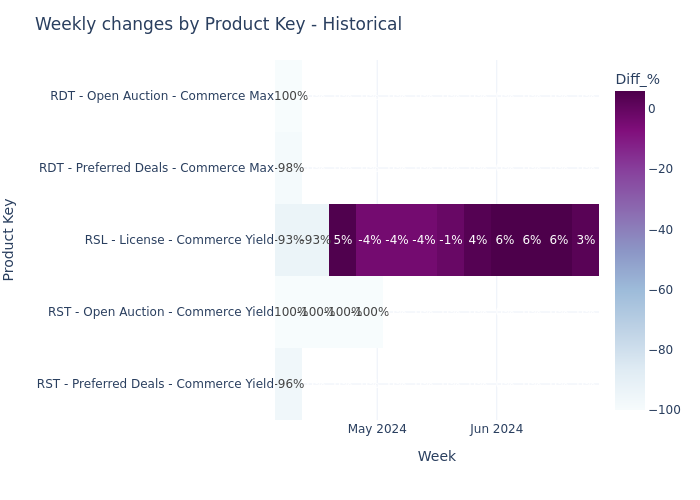 Weekly changes by Product Key - Historical
Diff_%
RDT - Open Auction - Commerce Max
100%
0
RDT - Preferred Deals - Commerce Max
-98%
−20
Product Key
RSL - License - Commerce Yield
-93% -93% 5% -4% -4% -4% -1% 4% 6% 6% 6% 3%
−40
−60
RST - Open Auction - Commerce Yield
100% 100% 100% 100%
−80
RST - Preferred Deals - Commerce Yield
-96%
−100
May 2024 Jun 2024
Week